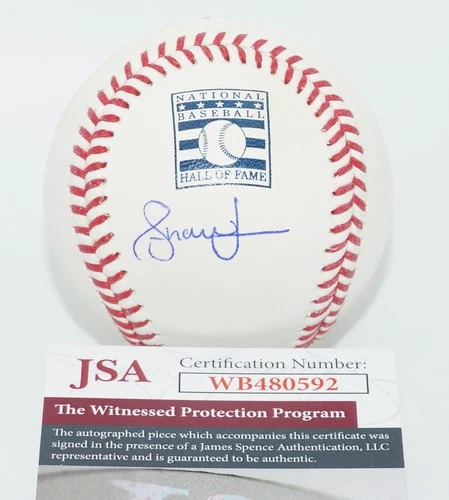 NATIONAL
BASEBALL
HALL OF FAME
JSA
Certification Number:
WB480592
The Witnessed Protection Program
The autographed piece which accompanies this certificate was
signed in the presence of a James Spence Authentication, LLC
representative and is guaranteed to be authentic.